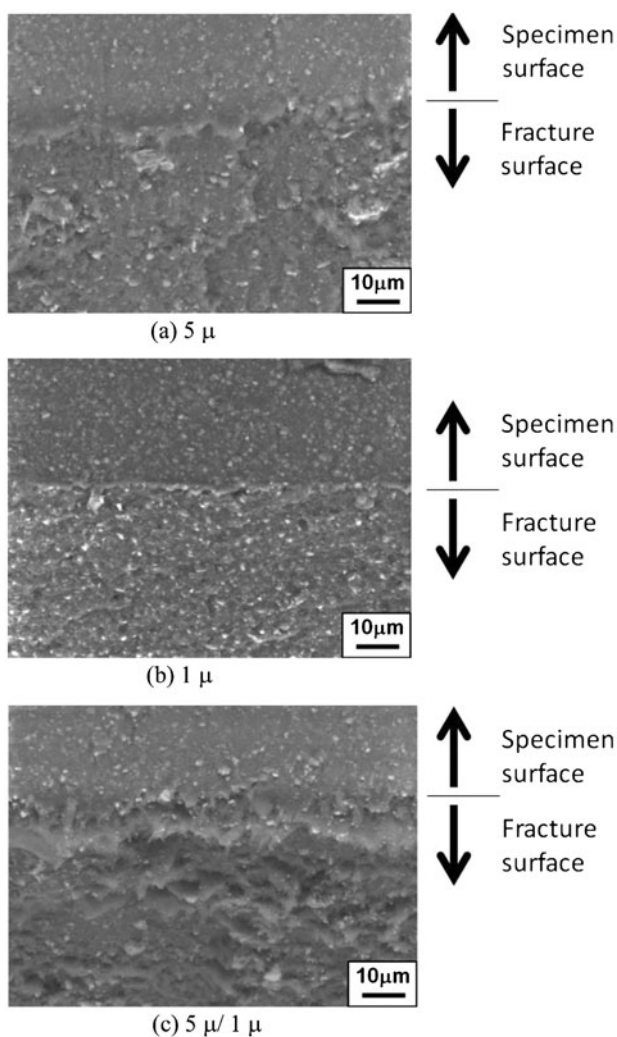 Specimen
surface
Fracture
surface
10μm
(a) 5 μ
Specimen
surface
Fracture
surface
10μm
(b) 1 μ
Specimen
surface
Fracture
surface
10μm
(c) 5 μ/ 1 μ